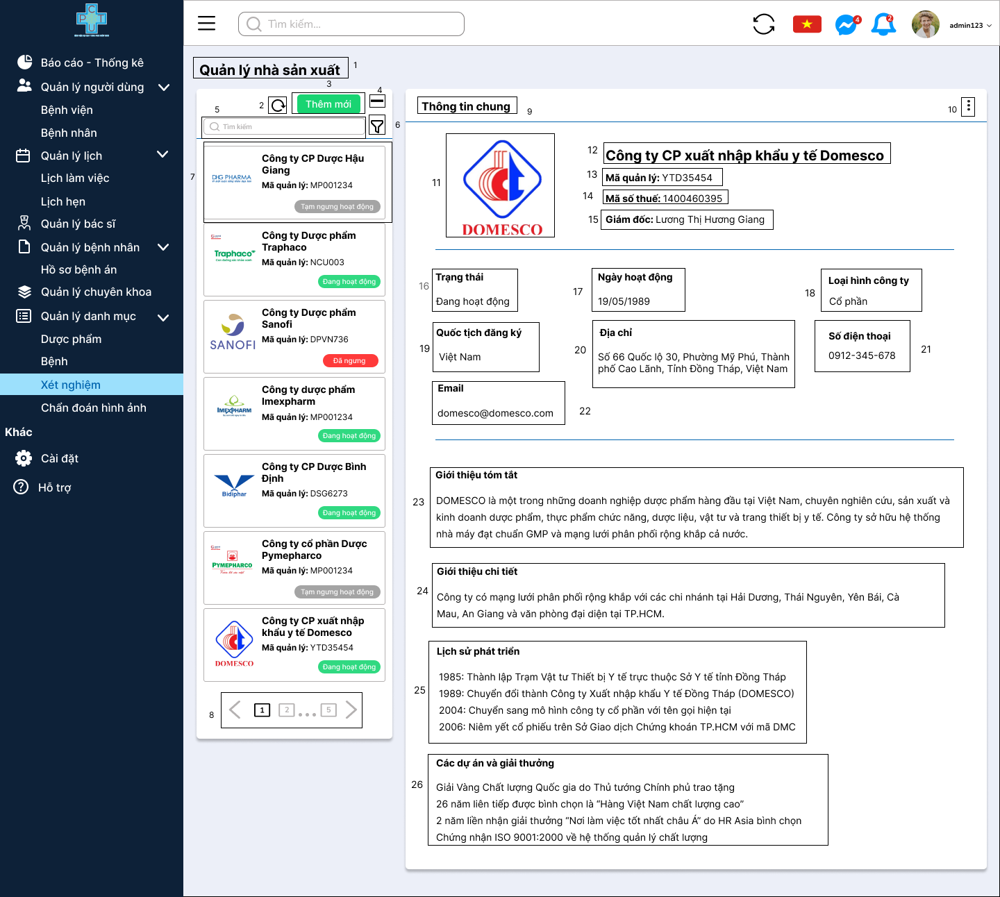 CPTU
Tìm kiếm...
4
2
admin123
Báo cáo - Thống kê
Quản lý người dùng
Bệnh viện
Bệnh nhân
Quản lý lịch
Lịch làm việc
Lịch hẹn
Quản lý bác sĩ
Quản lý bệnh nhân
Hồ sơ bệnh án
Quản lý chuyên khoa
Quản lý danh mục
Dược phẩm
Bệnh
Xét nghiệm
Chẩn đoán hình ảnh
Khác
Cài đặt
Hỗ trợ
Quản lý nhà sản xuất
1
3
2
Thêm mới
4
5
Tìm kiếm
6
7
DHG PHARMA
Vì một cuộc sống khỏe đẹp hơn
Công ty CP Dược Hậu
Giang
Mã quản lý: MP001234
Tạm ngưng hoạt động
Traphaco
Con đường sức khỏe xanh
Công ty Dược phẩm
Traphaco
Mã quản lý: NCU003
Đang hoạt động
SANOFI
Công ty Dược phẩm
Sanofi
Mã quản lý: DPVN736
Đã ngưng
IMEXPHARM
Công ty dược phẩm
Imexpharm
Mã quản lý: MP001234
Đang hoạt động
Bidiphar
Công ty CP Dược Bình
Định
Mã quản lý: DSG6273
Đang hoạt động
PYMEPHARCO
Công ty cổ phần Dược
Pymepharco
Mã quản lý: MP001234
Tạm ngưng hoạt động
DOMESCO
Công ty CP xuất nhập
khẩu y tế Domesco
Mã quản lý: YTD35454
Đang hoạt động
8
1
2
...
5
Thông tin chung
9
10
11
DOMESCO
12
Công ty CP xuất nhập khẩu y tế Domesco
13
Mã quản lý: YTD35454
14
Mã số thuế: 1400460395
15
Giám đốc: Lương Thị Hương Giang
16
Trạng thái
Đang hoạt động
17
Ngày hoạt động
19/05/1989
18
Loại hình công ty
Cổ phần
19
Quốc tịch đăng ký
Việt Nam
20
Địa chỉ
Số 66 Quốc lộ 30, Phường Mỹ Phú, Thành
phố Cao Lãnh, Tỉnh Đồng Tháp, Việt Nam
Số điện thoại
0912-345-678
21
Email
domesco@domesco.com
22
23
Giới thiệu tóm tắt
DOMESCO là một trong những doanh nghiệp dược phẩm hàng đầu tại Việt Nam, chuyên nghiên cứu, sản xuất và
kinh doanh dược phẩm, thực phẩm chức năng, dược liệu, vật tư và trang thiết bị y tế. Công ty sở hữu hệ thống
nhà máy đạt chuẩn GMP và mạng lưới phân phối rộng khắp cả nước.
24
Giới thiệu chi tiết
Công ty có mạng lưới phân phối rộng khắp với các chi nhánh tại Hải Dương, Thái Nguyên, Yên Bái, Cà
Mau, An Giang và văn phòng đại diện tại TP.HCM.
25
Lịch sử phát triển
1985: Thành lập Trạm Vật tư Thiết bị Y tế trực thuộc Sở Y tế tỉnh Đồng Tháp
1989: Chuyển đổi thành Công ty Xuất nhập khẩu Y tế Đồng Tháp (DOMESCO)
2004: Chuyển sang mô hình công ty cổ phần với tên gọi hiện tại
2006: Niêm yết cổ phiếu trên Sở Giao dịch Chứng khoán TP.HCM với mã DMC
26
Các dự án và giải thưởng
Giải Vàng Chất lượng Quốc gia do Thủ tướng Chính phủ trao tặng
26 năm liên tiếp được bình chọn là “Hàng Việt Nam chất lượng cao”
2 năm liền nhận giải thưởng “Nơi làm việc tốt nhất châu Á” do HR Asia bình chọn
Chứng nhận ISO 9001:2000 về hệ thống quản lý chất lượng